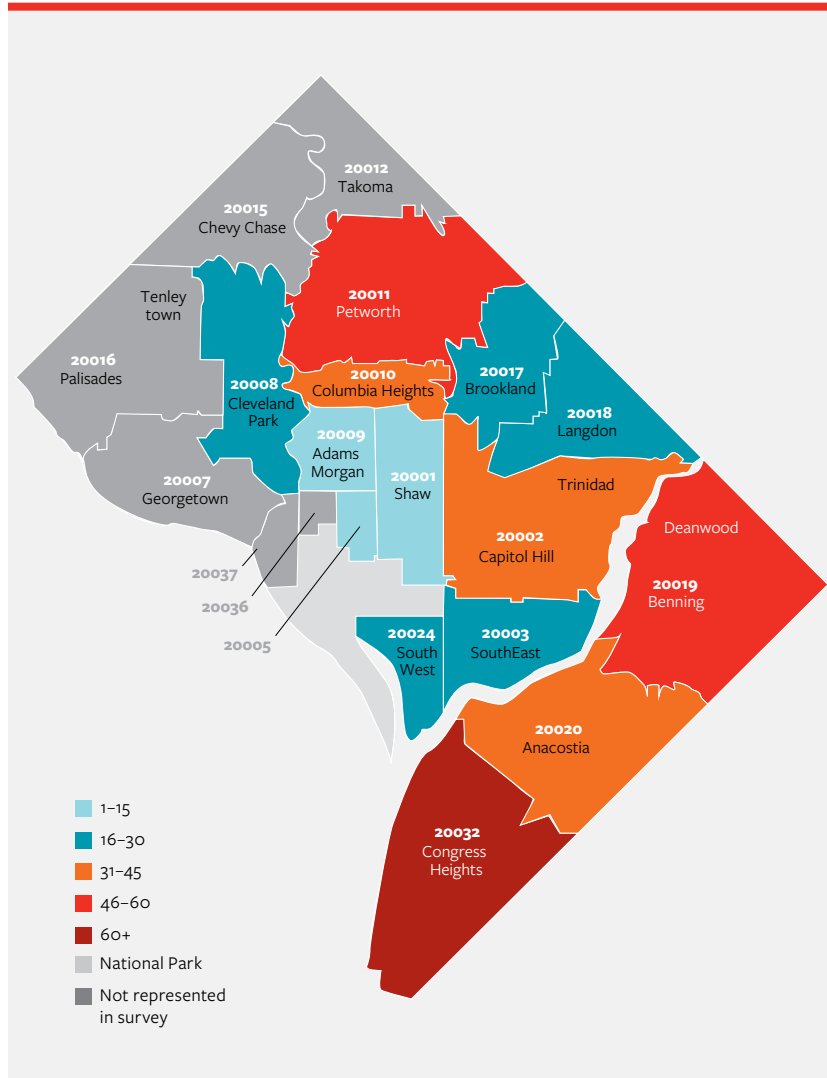 20012
Takoma
20015
Chevy Chase
Tenley
town
20011
Petworth
20016
Palisades
20010
Columbia Heights
20017
Brookland
20008
Cleveland
Park
20018
Langdon
20009
Adams
Morgan
20001
Shaw
20007
Georgetown
Trinidad
20002
Capitol Hill
Deanwood
20019
Benning
20037
20036
20005
20024
South
West
20003
SouthEast
20020
Anacostia
20032
Congress
Heights
1–15
16–30
31–45
46–60
60+
National Park
Not represented
in survey